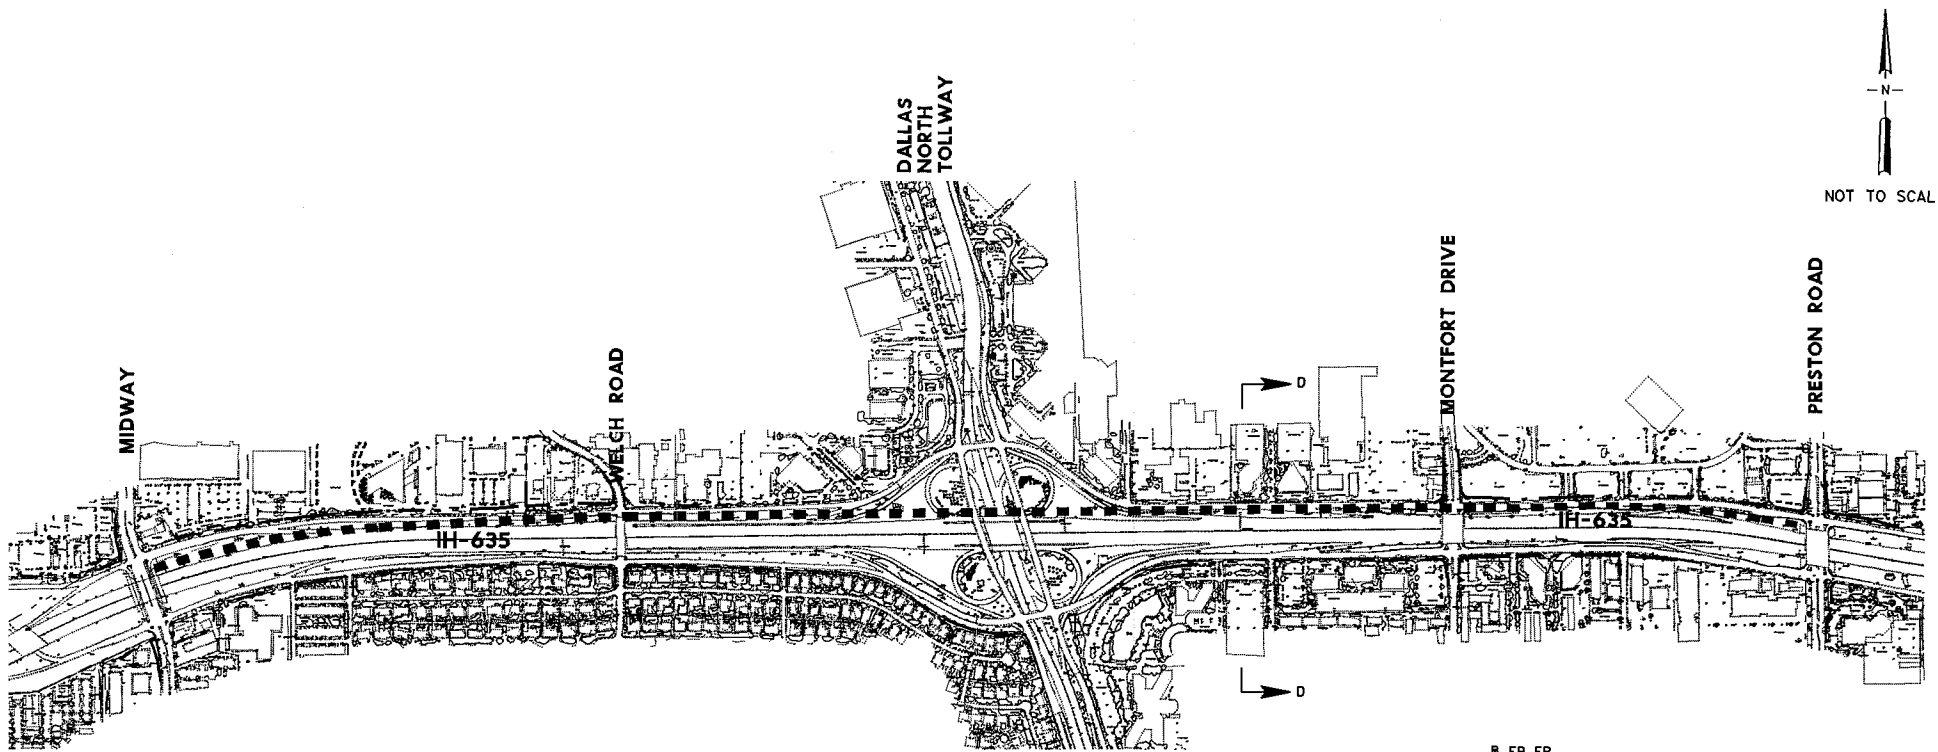 DALLAS
NORTH
TOLLWAY
N
NOT TO SCAL
MONTFORT DRIVE
PRESTON ROAD
WELCH ROAD
MIDWAY
D
IH-635
IH-635
D